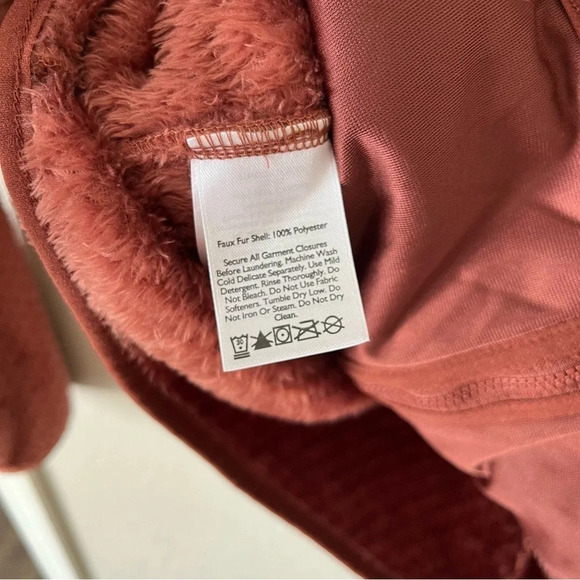 Faux Fur Shell: 100% Polyester
Secure All Garment Closures
Before Laundering. Machine Wash
Cold Delicate Separately. Use Mild
Detergent. Rinse Thoroughly. Do
Not Bleach. Do Not Use Fabric
Softeners. Tumble Dry Low. Do
Not Iron Or Steam. Do Not Dry
Clean.
30